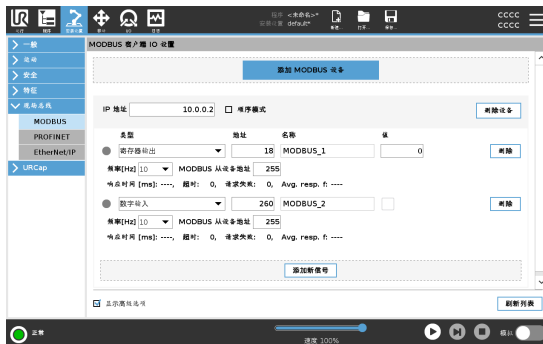 UR
运行 程序 安装设置 移动 I/O 日志
程序 <未命名>*
安装设置 default*
新建... 打开... 保存...
CCCC
CCCC
一般
MODBUS 客户端 IO 设置
运动
安全
特征
现场总线
MODBUS
PROFINET
EtherNet/IP
URCap
添加 MODBUS 设备
IP 地址 10.0.0.2 顺序模式 删除设备
类型 地址 名称 值
寄存器输出 18 MODBUS_1 0 删除
频率[Hz] 10 MODBUS 从设备地址 255
响应时间 [ms]: ----, 超时: 0, 请求失败: 0, Avg. resp. f: ----
数字输入 260 MODBUS_2 删除
频率[Hz] 10 MODBUS 从设备地址 255
响应时间 [ms]: ----, 超时: 0, 请求失败: 0, Avg. resp. f: ----
添加新信号
显示高级选项 刷新列表
正常
速度 100%
模拟